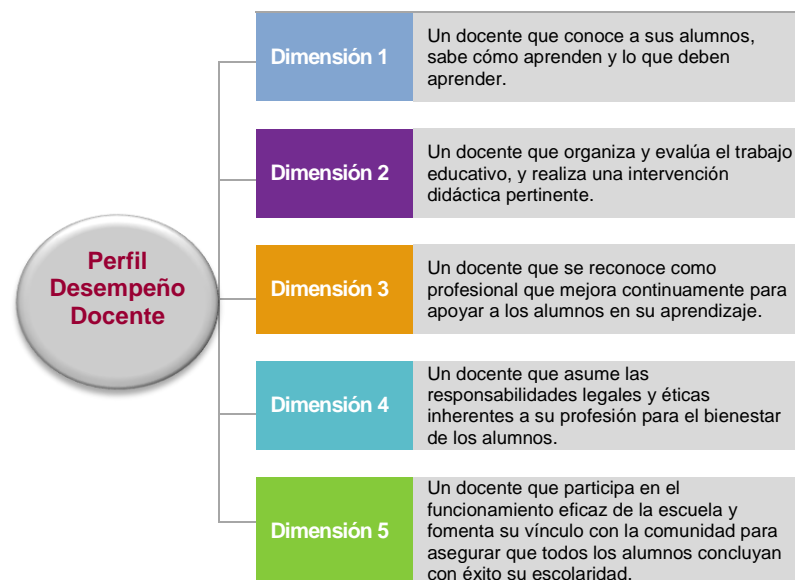 Perfil
Desempeño
Docente
Dimensión 1
Un docente que conoce a sus alumnos,
sabe cómo aprenden y lo que deben
aprender.
Dimensión 2
Un docente que organiza y evalúa el trabajo
educativo, y realiza una intervención
didáctica pertinente.
Dimensión 3
Un docente que se reconoce como
profesional que mejora continuamente para
apoyar a los alumnos en su aprendizaje.
Dimensión 4
Un docente que asume las
responsabilidades legales y éticas
inherentes a su profesión para el bienestar
de los alumnos.
Dimensión 5
Un docente que participa en el
funcionamiento eficaz de la escuela y
fomenta su vínculo con la comunidad para
asegurar que todos los alumnos concluyan
con éxito su escolaridad.